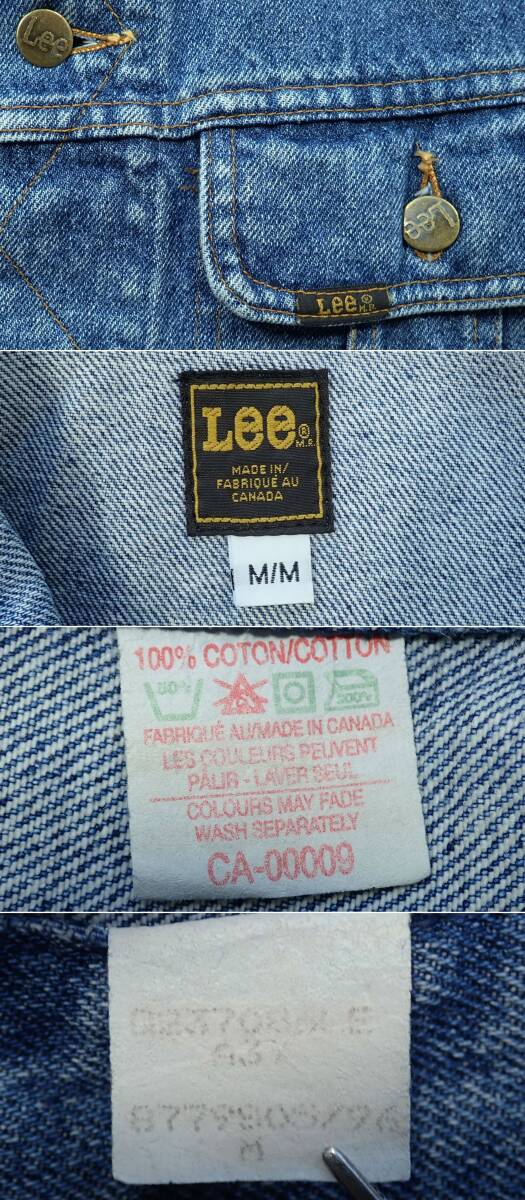 Lee
Lee
Lee® M.R.
Lee® M.R.
MADE IN/
FABRIQUÉ AU
CANADA
M/M
100% COTON/COTTON
FABRIQUÉ AU/MADE IN CANADA
LES COULEURS PEUVENT
PÂLIR - LAVER SEUL
COLOURS MAY FADE
WASH SEPARATELY
CA-00009
M